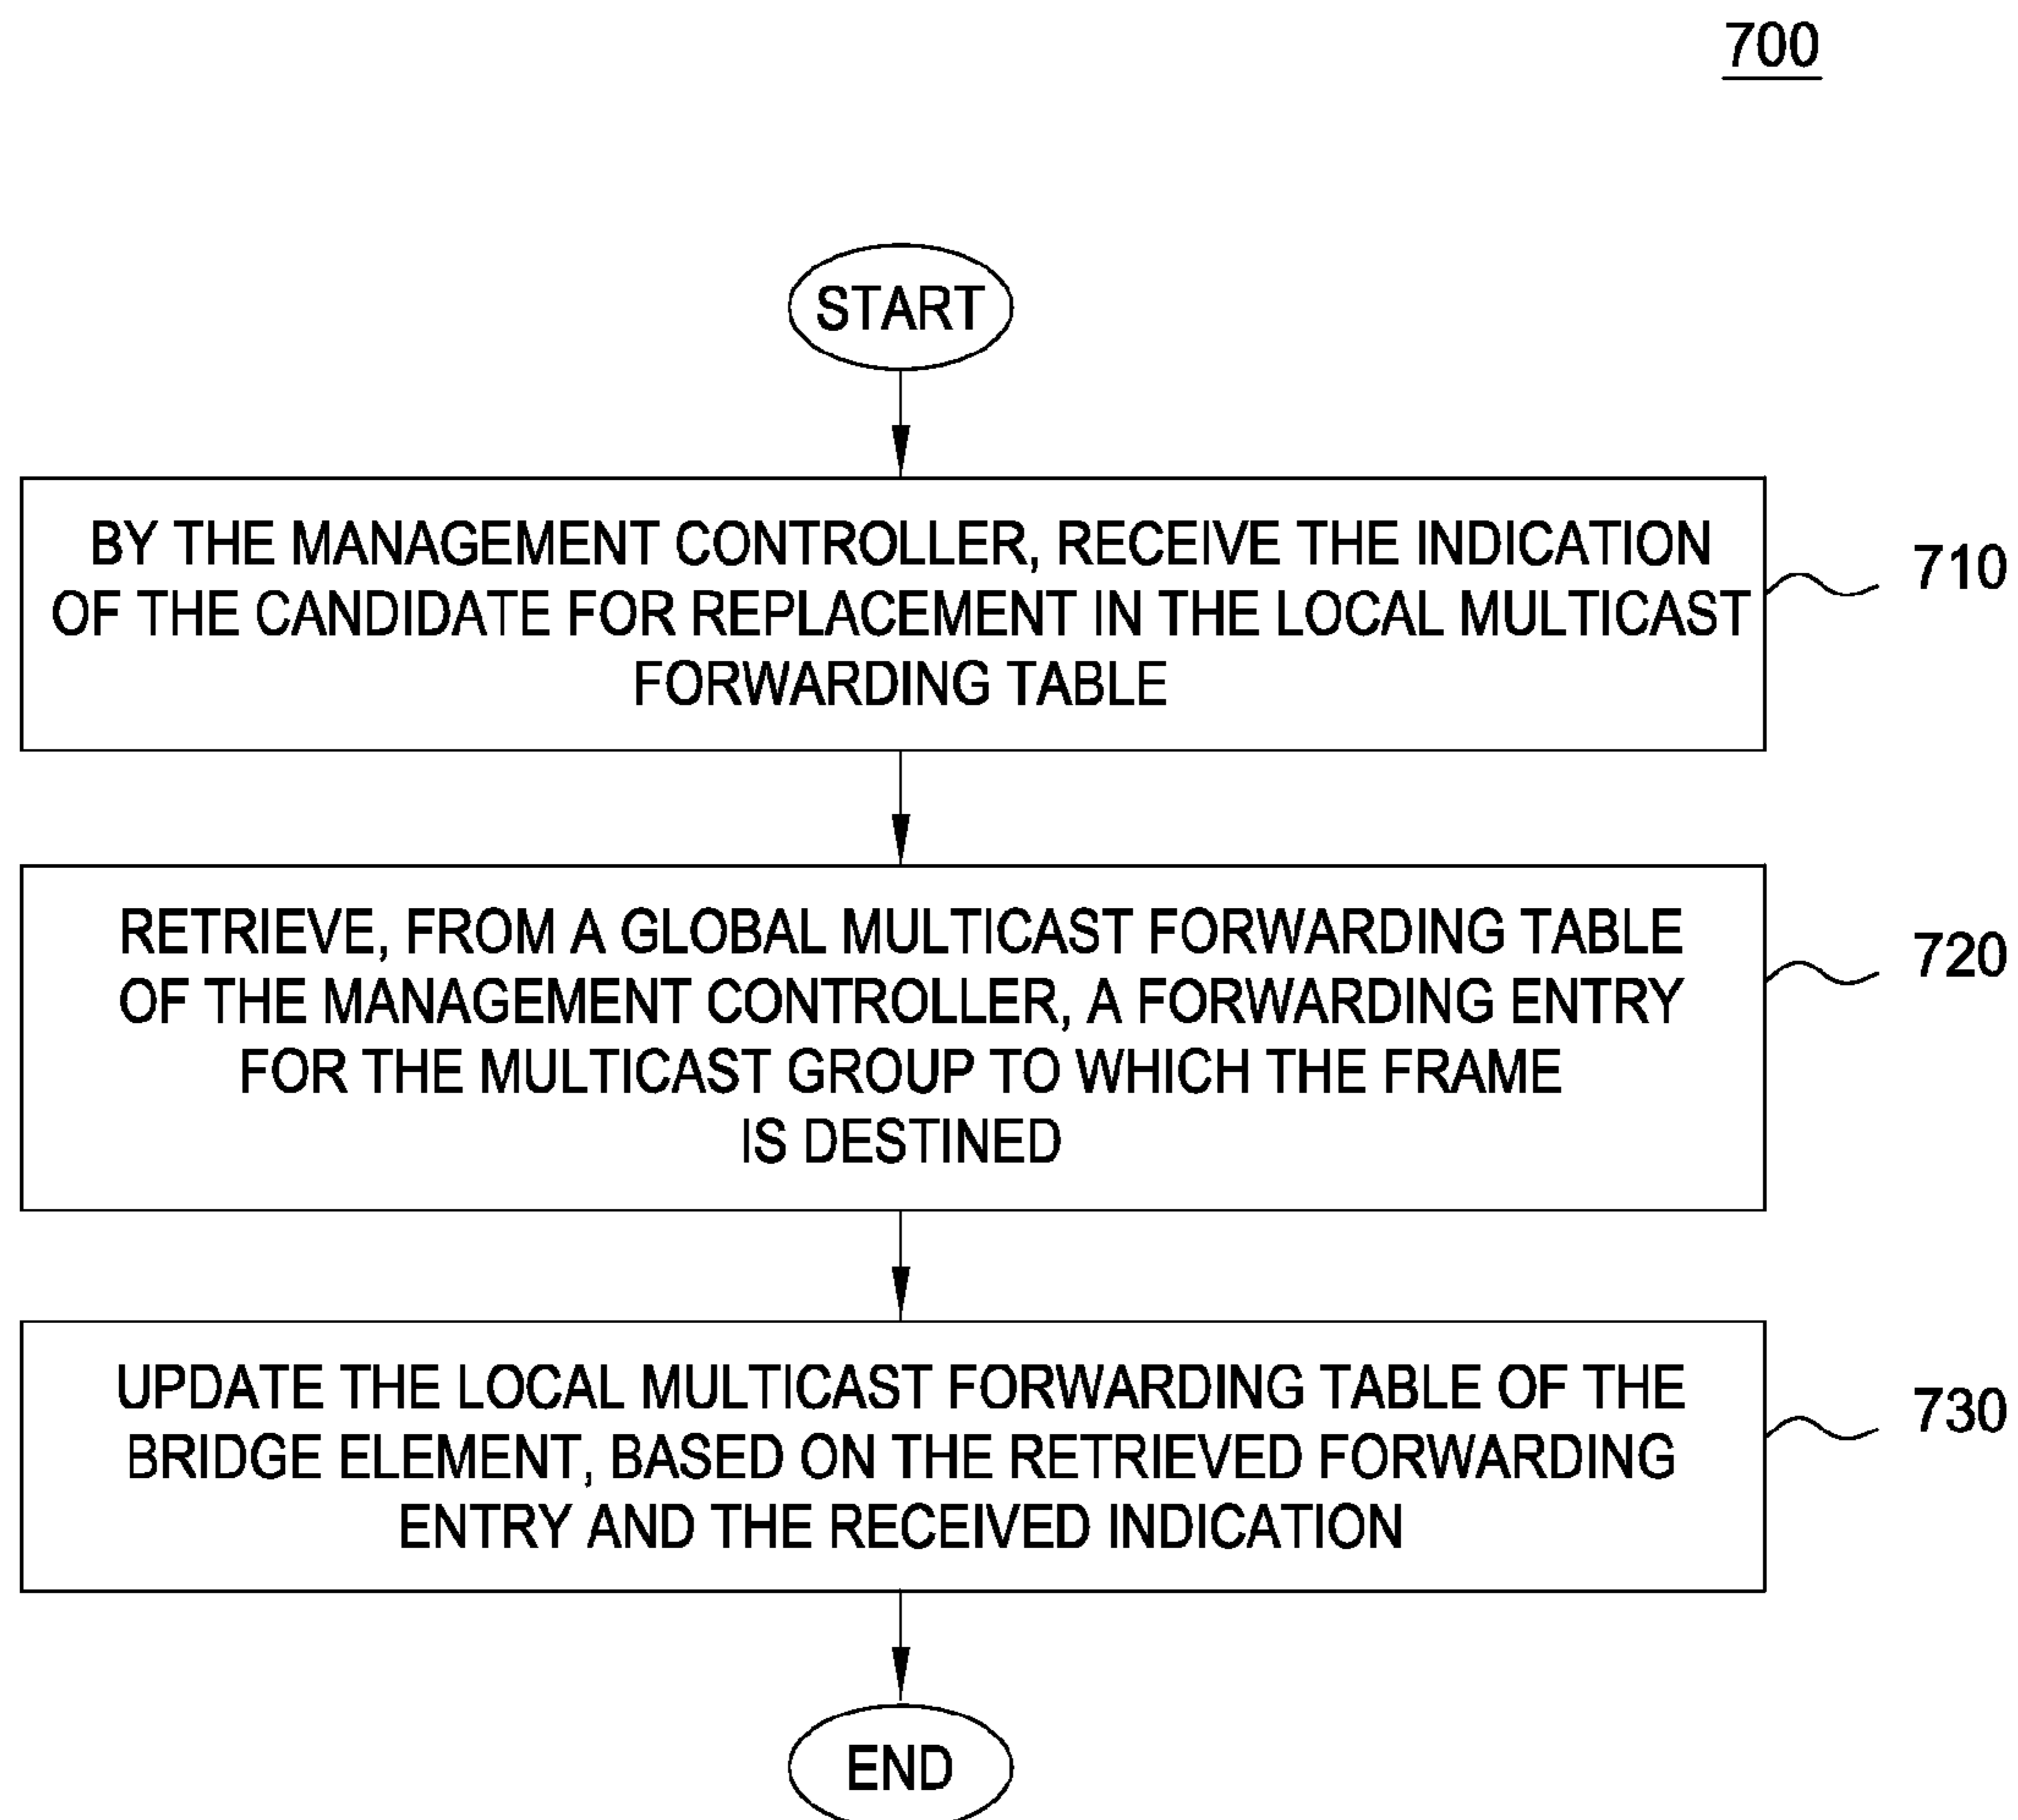 700
START
BY THE MANAGEMENT CONTROLLER, RECEIVE THE INDICATION
OF THE CANDIDATE FOR REPLACEMENT IN THE LOCAL MULTICAST
FORWARDING TABLE
710
RETRIEVE, FROM A GLOBAL MULTICAST FORWARDING TABLE
OF THE MANAGEMENT CONTROLLER, A FORWARDING ENTRY
FOR THE MULTICAST GROUP TO WHICH THE FRAME
IS DESTINED
720
UPDATE THE LOCAL MULTICAST FORWARDING TABLE OF THE
BRIDGE ELEMENT, BASED ON THE RETRIEVED FORWARDING
ENTRY AND THE RECEIVED INDICATION
730
END